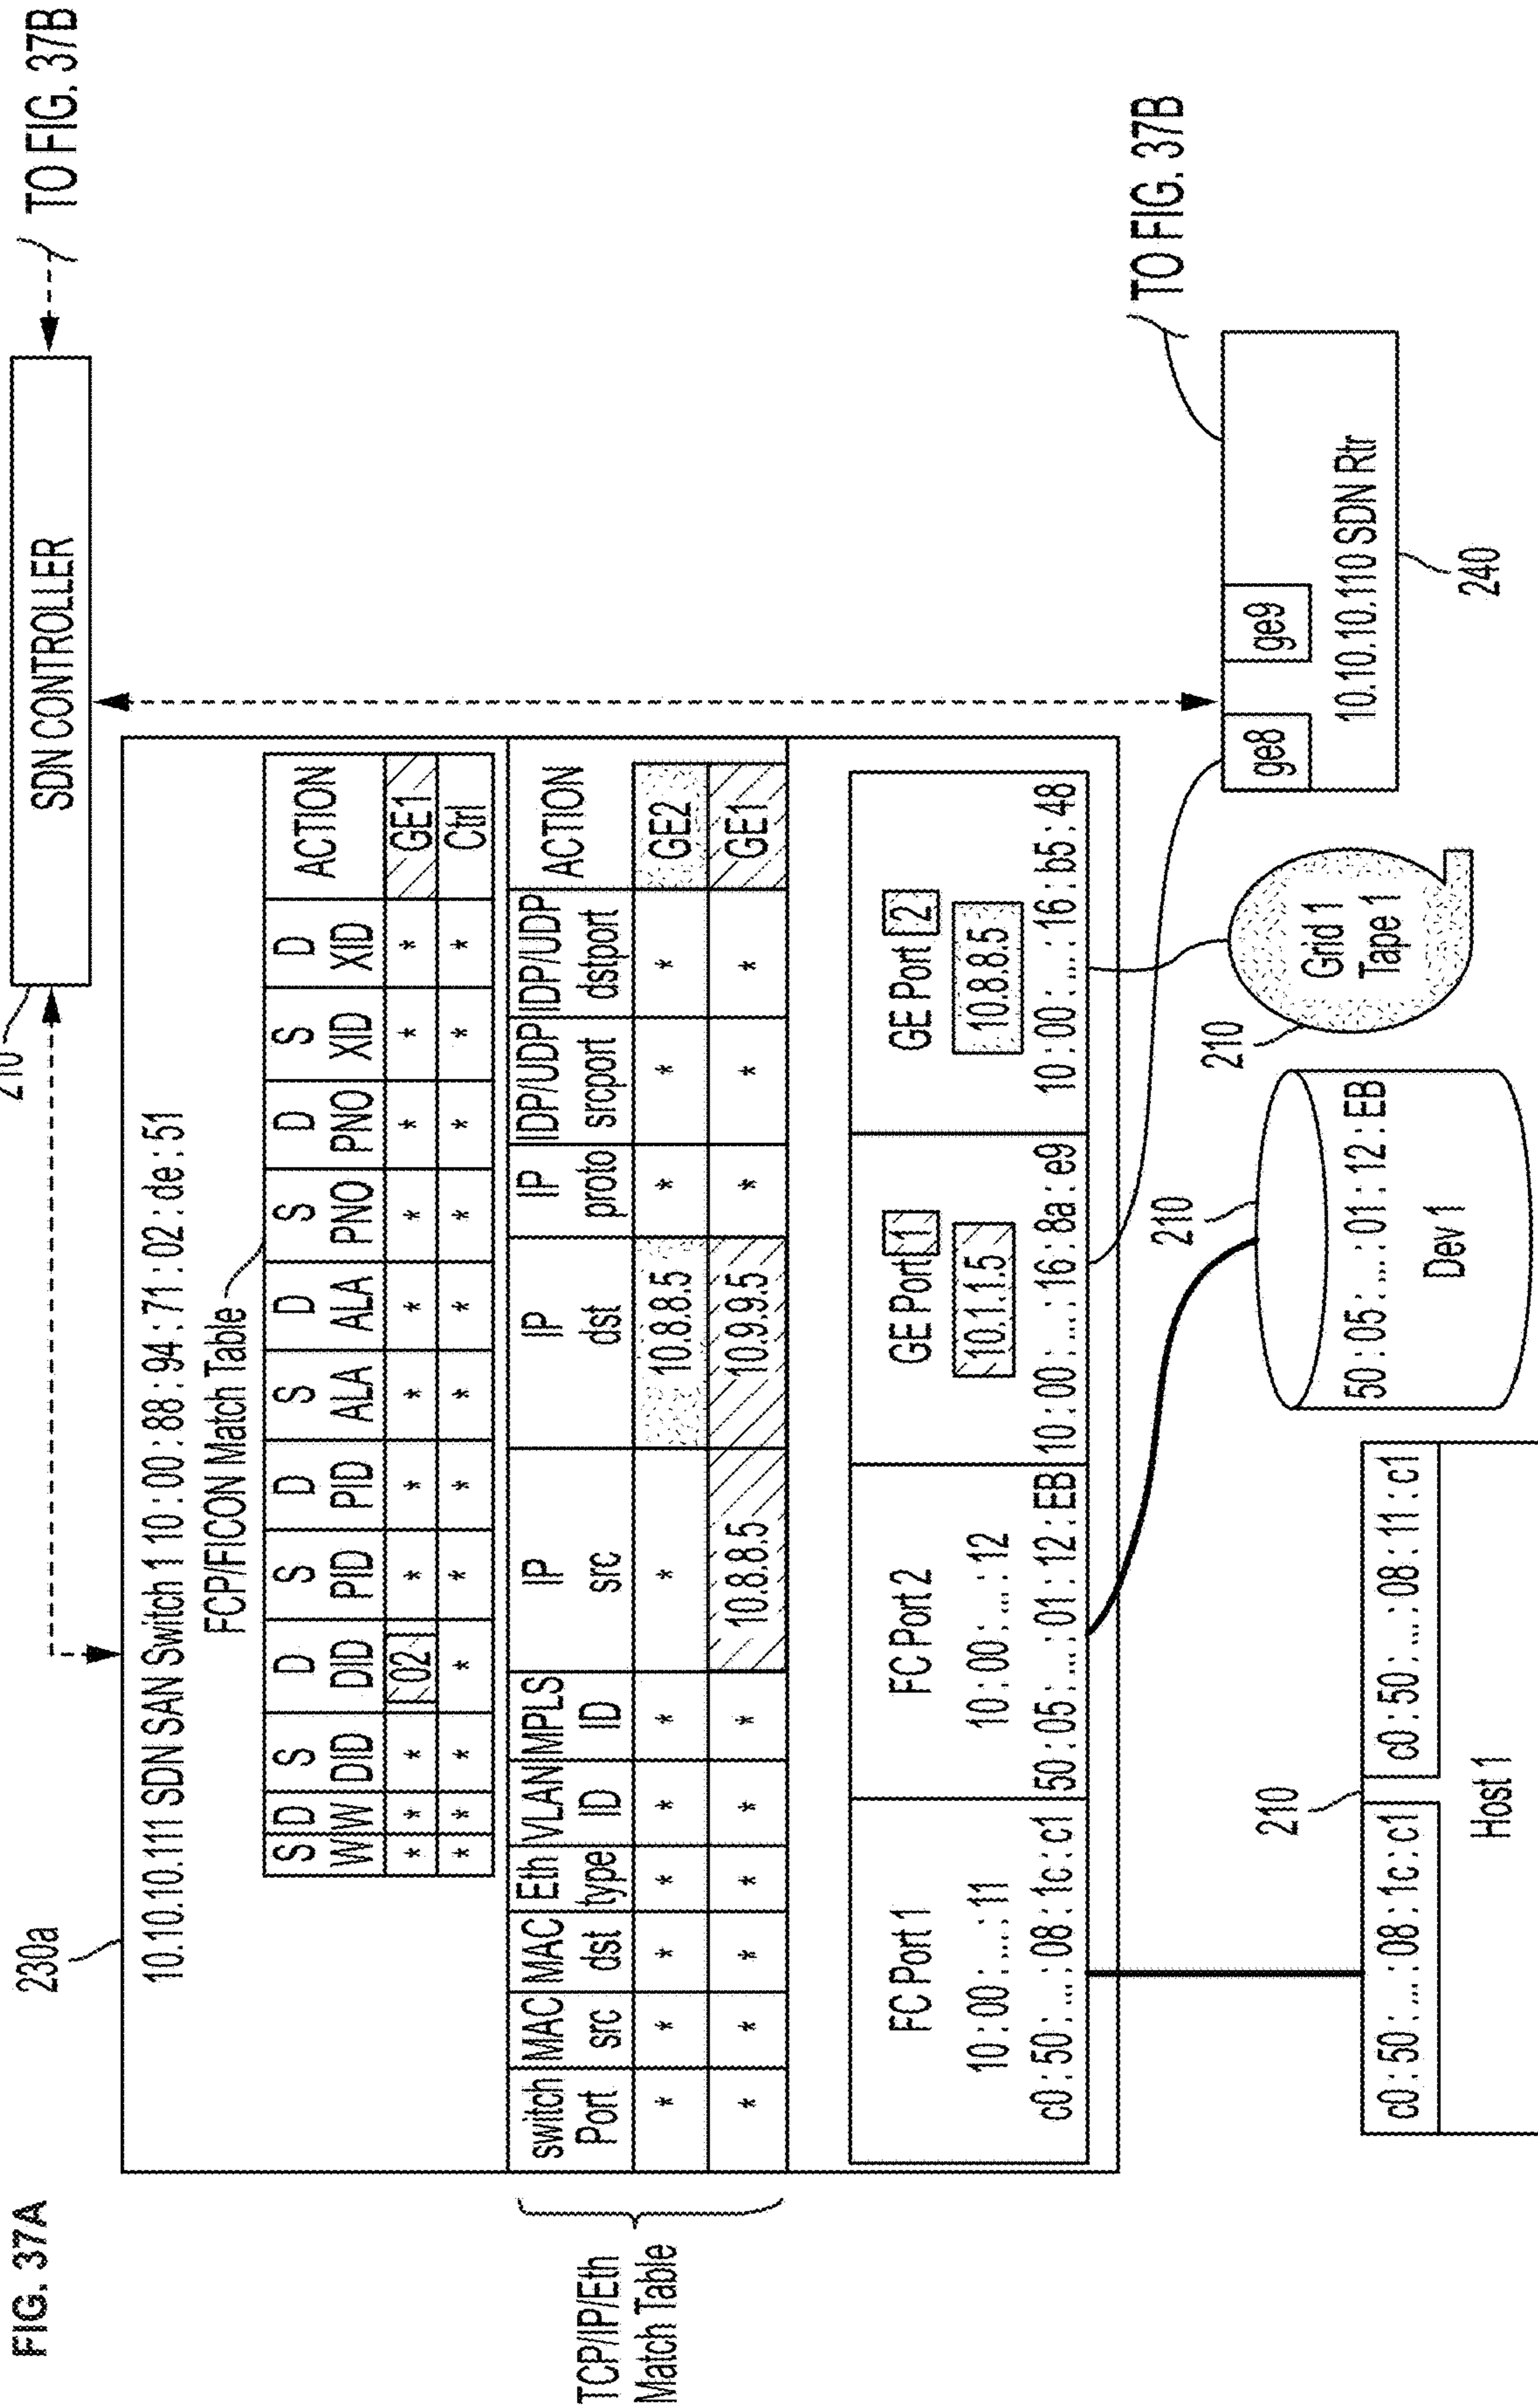 FIG. 37A
230a
210
SDN CONTROLLER
TO FIG. 37B
10.10.10.111 SDN SAN Switch 1 10 : 00 : 88 : 94 : 71 : 02 : de : 51
FCP/FICON Match Table
S D S D S D S D S D S D ACTION
WW DID DID PID PID ALA ALA PNO PNO XID XID
* * * 02 * * * * * * * * GE1
* * * * * * * * * * * * Ctrl
TCP/IP/Eth
Match Table
switch MAC MAC Eth VLAN MPLS IP IP IP IDP/UDP IDP/UDP ACTION
Port src dst type ID ID src dst proto srcport dstport
* * * * * * * 10.8.8.5 * * * GE2
* * * * * * 10.8.8.5 10.9.9.5 * * * GE1
FC Port 1 FC Port 2 GE Port 1 GE Port 2
10.1.1.5 10.8.8.5
10 : 00 : ... : 11 10 : 00 : ... : 12
c0 : 50 : ... : 08 : 1c : c1 50 : 05 : ... : 01 : 12 : EB 10 : 00 : ... : 16 : 8a : e9 10 : 00 : ... : 16 : b5 : 48
TO FIG. 37B
210
210
210
ge8 ge9
10.10.10.110 SDN Rtr
240
Grid 1
Tape 1
50 : 05 : ... : 01 : 12 : EB
Dev 1
c0 : 50 : ... : 08 : 1c : c1 c0 : 50 : ... : 08 : 11 : c1
Host 1